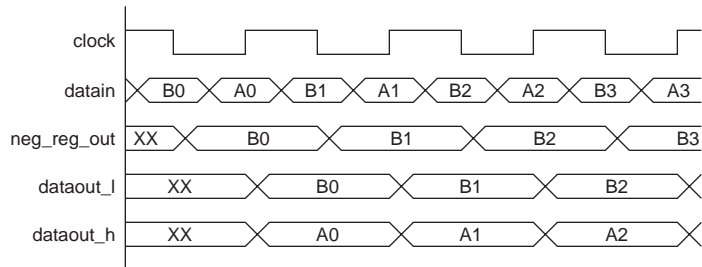 clock
datain B0 A0 B1 A1 B2 A2 B3 A3
neg_reg_out XX B0 B1 B2 B3
dataout_l XX B0 B1 B2
dataout_h XX A0 A1 A2